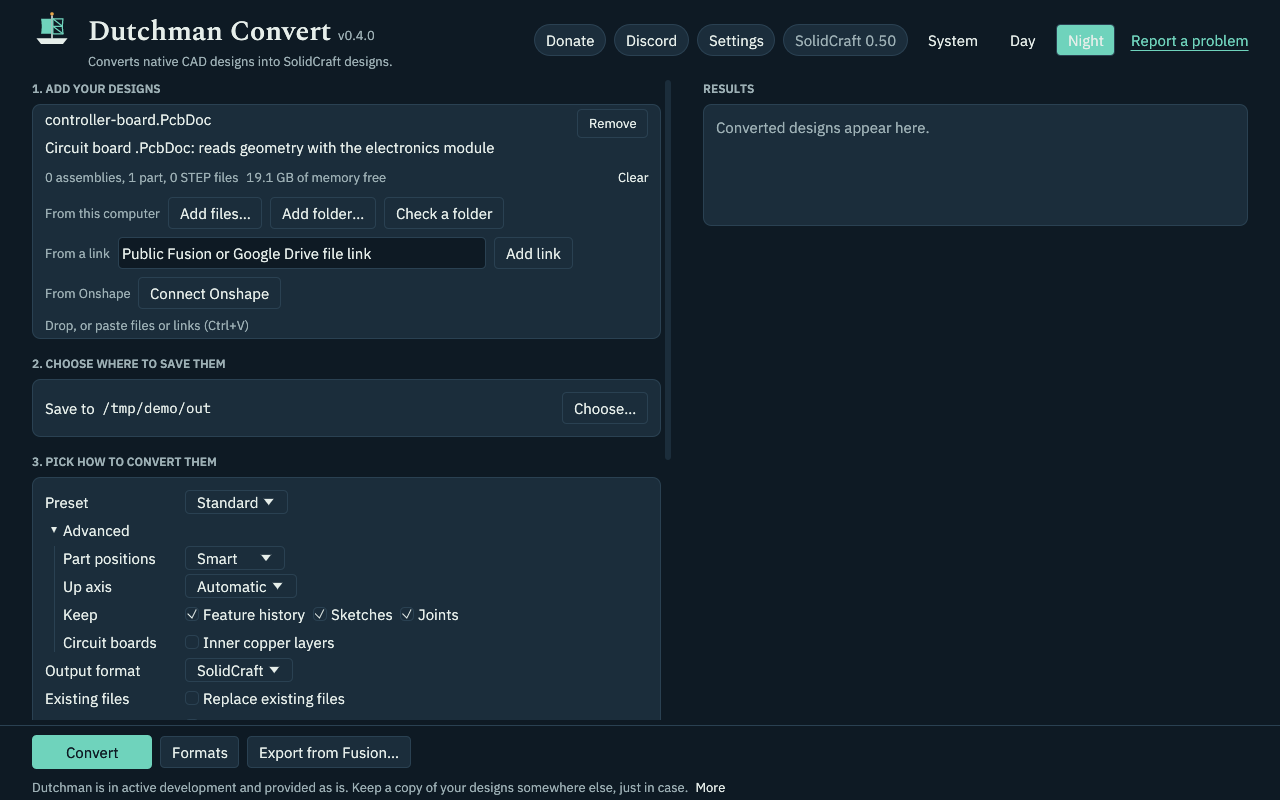 Dutchman Convert v0.4.0
Converts native CAD designs into SolidCraft designs.
Donate Discord Settings SolidCraft 0.50 System Day Night Report a problem
1. ADD YOUR DESIGNS
controller-board.PcbDoc
Remove
Circuit board .PcbDoc: reads geometry with the electronics module
0 assemblies, 1 part, 0 STEP files 19.1 GB of memory free
Clear
From this computer Add files... Add folder... Check a folder
From a link Public Fusion or Google Drive file link Add link
From Onshape Connect Onshape
Drop, or paste files or links (Ctrl+V)
2. CHOOSE WHERE TO SAVE THEM
Save to /tmp/demo/out Choose...
3. PICK HOW TO CONVERT THEM
Preset Standard
Advanced
Part positions Smart
Up axis Automatic
Keep Feature history Sketches Joints
Circuit boards Inner copper layers
Output format SolidCraft
Existing files Replace existing files
RESULTS
Converted designs appear here.
Convert Formats Export from Fusion...
Dutchman is in active development and provided as is. Keep a copy of your designs somewhere else, just in case. More